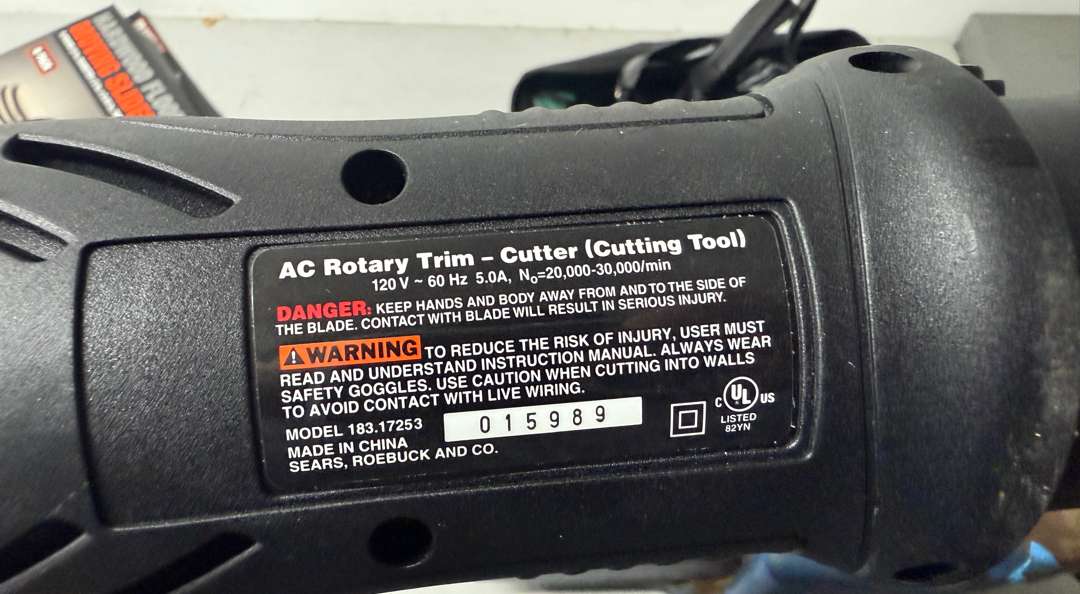 HARDWOOD FLOOR
MOVING SLIDERS
AC Rotary Trim – Cutter (Cutting Tool)
120 V ~ 60 Hz 5.0A, No=20,000-30,000/min
DANGER: KEEP HANDS AND BODY AWAY FROM AND TO THE SIDE OF
THE BLADE. CONTACT WITH BLADE WILL RESULT IN SERIOUS INJURY.
WARNING TO REDUCE THE RISK OF INJURY, USER MUST
READ AND UNDERSTAND INSTRUCTION MANUAL. ALWAYS WEAR
SAFETY GOGGLES. USE CAUTION WHEN CUTTING INTO WALLS
TO AVOID CONTACT WITH LIVE WIRING.
MODEL 183.17253
015989
MADE IN CHINA
SEARS, ROEBUCK AND CO.
C UL US
LISTED
82YN